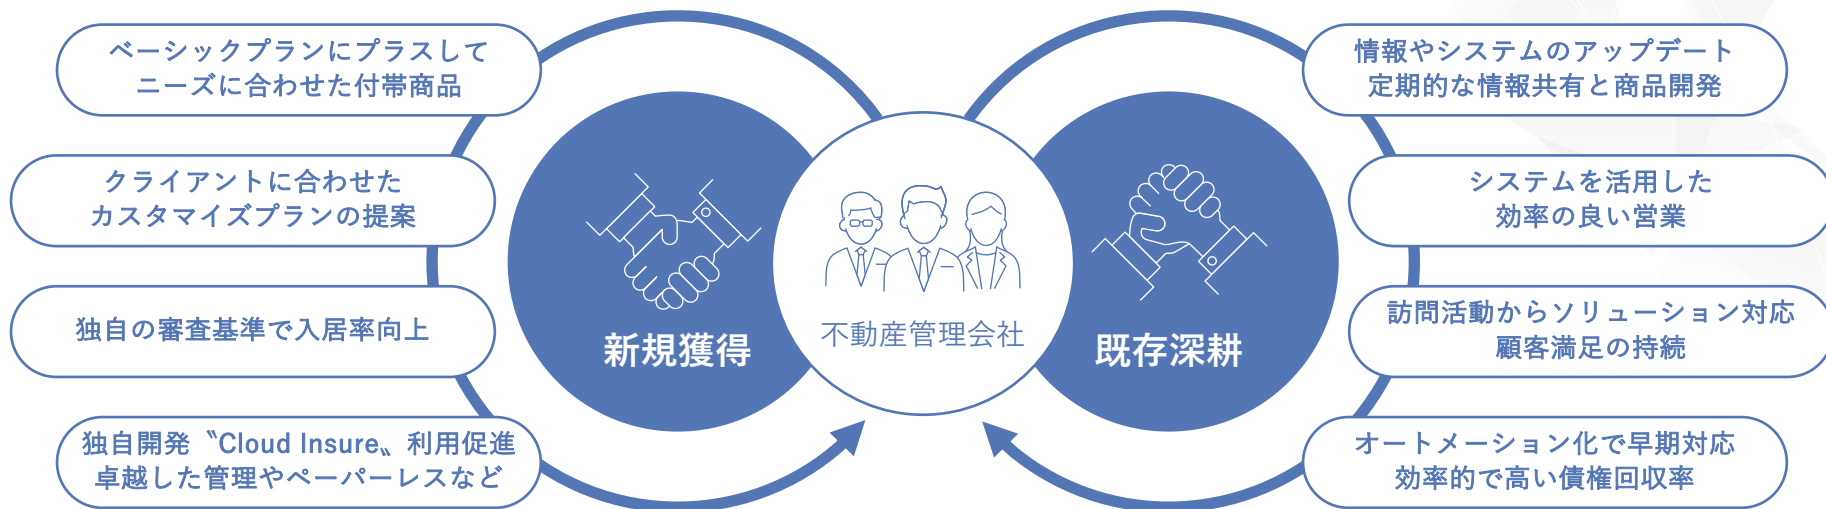 ベーシックプランにプラスして
ニーズに合わせた付帯商品
クライアントに合わせた
カスタマイズプランの提案
独自の審査基準で入居率向上
独自開発〝Cloud Insure〟利用促進
卓越した管理やペーパーレスなど
新規獲得
不動産管理会社
既存深耕
情報やシステムのアップデート
定期的な情報共有と商品開発
システムを活用した
効率の良い営業
訪問活動からソリューション対応
顧客満足の持続
オートメーション化で早期対応
効率的で高い債権回収率